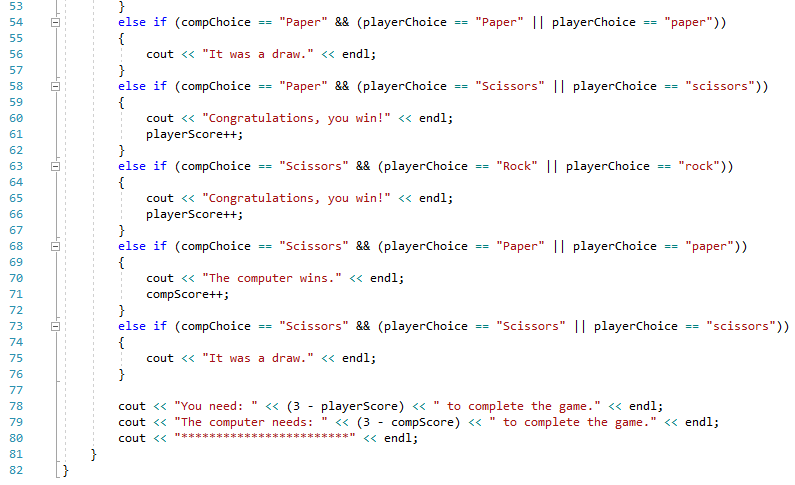 53 }
54 else if (compChoice == "Paper" && (playerChoice == "Paper" || playerChoice == "paper"))
55 {
56 cout << "It was a draw." << endl;
57 }
58 else if (compChoice == "Paper" && (playerChoice == "Scissors" || playerChoice == "scissors"))
59 {
60 cout << "Congratulations, you win!" << endl;
61 playerScore++;
62 }
63 else if (compChoice == "Scissors" && (playerChoice == "Rock" || playerChoice == "rock"))
64 {
65 cout << "Congratulations, you win!" << endl;
66 playerScore++;
67 }
68 else if (compChoice == "Scissors" && (playerChoice == "Paper" || playerChoice == "paper"))
69 {
70 cout << "The computer wins." << endl;
71 compScore++;
72 }
73 else if (compChoice == "Scissors" && (playerChoice == "Scissors" || playerChoice == "scissors"))
74 {
75 cout << "It was a draw." << endl;
76 }
77
78 cout << "You need: " << (3 - playerScore) << " to complete the game." << endl;
79 cout << "The computer needs: " << (3 - compScore) << " to complete the game." << endl;
80 cout << "************************" << endl;
81 }
82 }